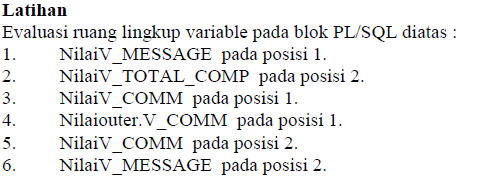 Latihan
Evaluasi ruang lingkup variable pada blok PL/SQL diatas :
1. NilaiV_MESSAGE pada posisi 1.
2. NilaiV_TOTAL_COMP pada posisi 2.
3. NilaiV_COMM pada posisi 1.
4. Nilaiouter.V_COMM pada posisi 1.
5. NilaiV_COMM pada posisi 2.
6. NilaiV_MESSAGE pada posisi 2.